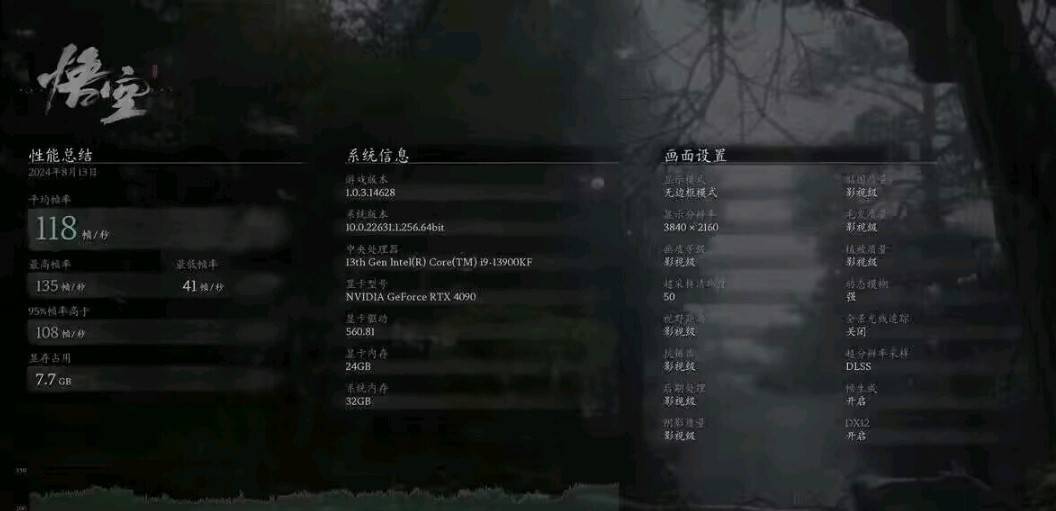 悟空
性能总结
2024年8月13日
平均帧率
118 帧/秒
最高帧率 最低帧率
135 帧/秒 41 帧/秒
95%帧率高于
108 帧/秒
显存占用
7.7 GB
系统信息
游戏版本
1.0.3.14628
系统版本
10.0.22631.1.256.64bit
中央处理器
13th Gen Intel(R) Core(TM) i9-13900KF
显卡型号
NVIDIA GeForce RTX 4090
显卡驱动
560.81
显卡内存
24GB
系统内存
32GB
画面设置
显示模式
无边框模式
显示分辨率
3840 × 2160
画质等级
影视级
超采样清晰度
50
视野距离
影视级
抗锯齿
影视级
后期处理
影视级
阴影质量
影视级
贴图质量
影视级
毛发质量
影视级
植被质量
影视级
动态模糊
强
全景光线追踪
关闭
超分辨率采样
DLSS
帧生成
开启
DX12
开启